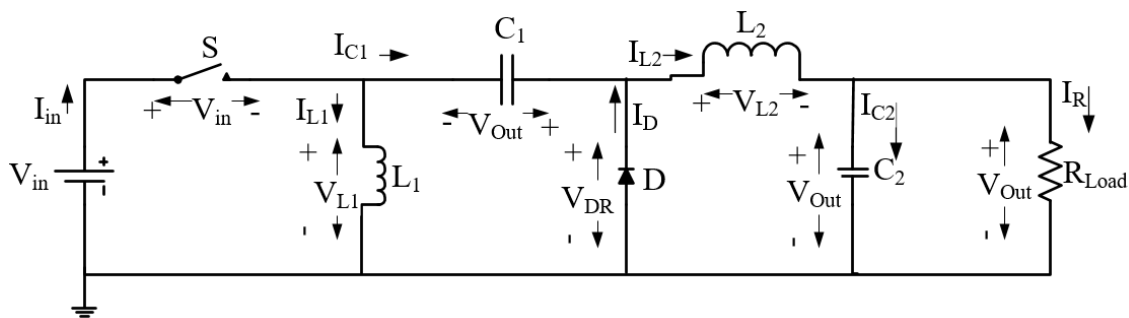 S
I_C1
C_1
I_L2
L_2
I_in
+ V_in -
I_L1
- V_Out +
I_D
+ V_L2 -
I_C2
I_R
V_in
+
-
+
V_L1
-
L_1
+
V_DR
-
D
+
V_Out
-
C_2
+
V_Out
-
R_Load